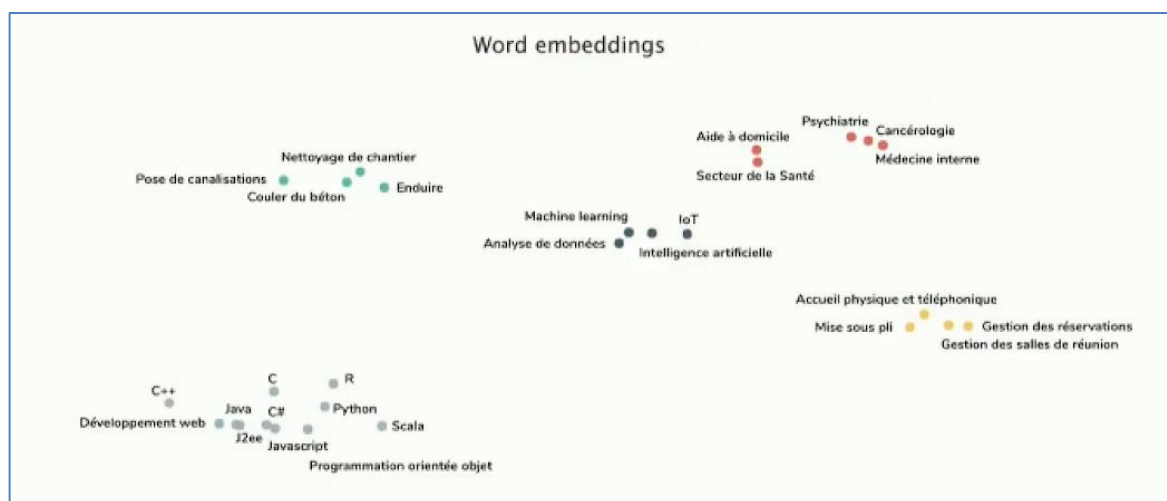 Word embeddings
Psychiatrie
Cancérologie
Aide à domicile
Médecine interne
Secteur de la Santé
Nettoyage de chantier
Pose de canalisations
Enduire
Couler du béton
Machine learning
IoT
Analyse de données
Intelligence artificielle
Accueil physique et téléphonique
Mise sous pli
Gestion des réservations
Gestion des salles de réunion
C
R
C++
Java
C#
Python
Développement web
Scala
J2ee
Javascript
Programmation orientée objet